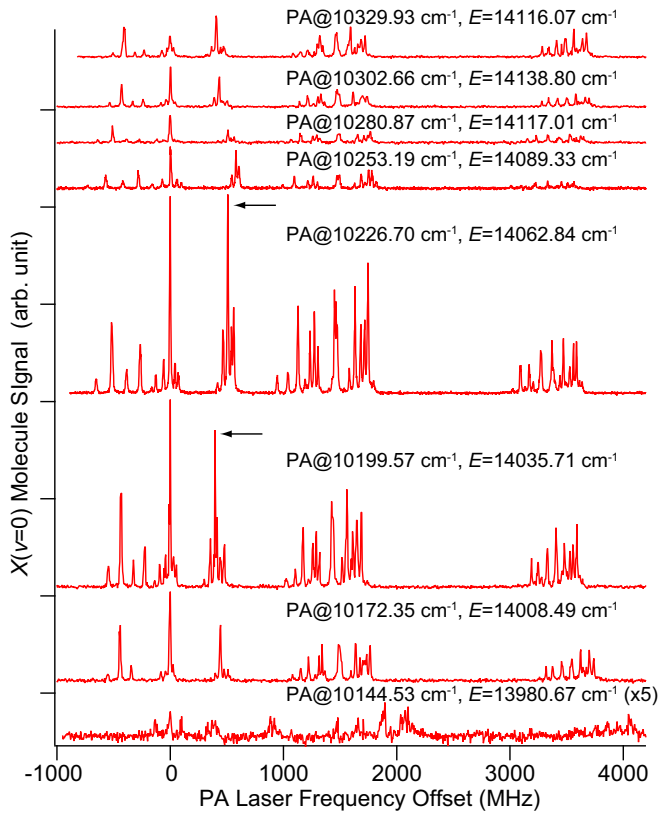 PA@10329.93 cm⁻¹, E=14116.07 cm⁻¹
PA@10302.66 cm⁻¹, E=14138.80 cm⁻¹
PA@10280.87 cm⁻¹, E=14117.01 cm⁻¹
PA@10253.19 cm⁻¹, E=14089.33 cm⁻¹
PA@10226.70 cm⁻¹, E=14062.84 cm⁻¹
PA@10199.57 cm⁻¹, E=14035.71 cm⁻¹
PA@10172.35 cm⁻¹, E=14008.49 cm⁻¹
PA@10144.53 cm⁻¹, E=13980.67 cm⁻¹ (x5)
X(v=0) Molecule SIgnal (arb. unit)
-1000 0 1000 2000 3000 4000
PA Laser Frequency Offset (MHz)